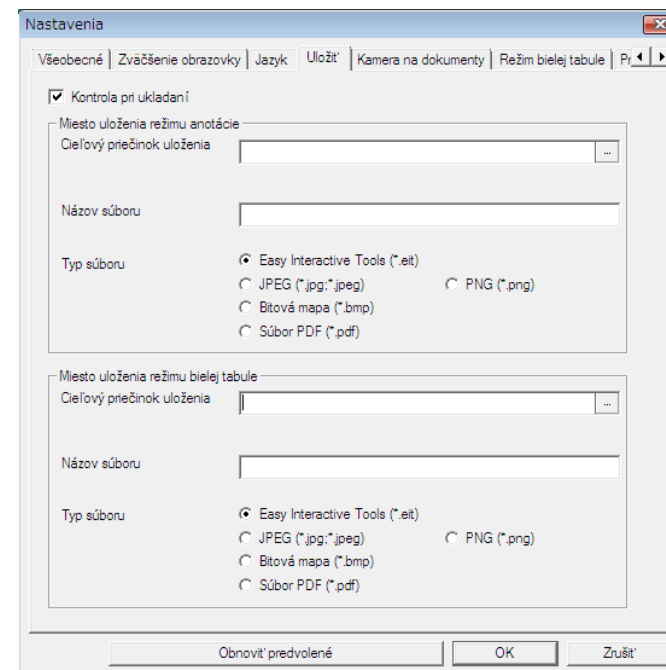 Nastavenia
Všeobecné Zväčšenie obrazovky Jazyk Uložiť Kamera na dokumenty Režim bielej tabule
Kontrola pri ukladaní
Miesto uloženia režimu anotácie
Cieľový priečinok uloženia ...
Názov súboru
Typ súboru Easy Interactive Tools (*.eit)
JPEG (*.jpg;*.jpeg) PNG (*.png)
Bitová mapa (*.bmp)
Súbor PDF (*.pdf)
Miesto uloženia režimu bielej tabule
Cieľový priečinok uloženia ...
Názov súboru
Typ súboru Easy Interactive Tools (*.eit)
JPEG (*.jpg;*.jpeg) PNG (*.png)
Bitová mapa (*.bmp)
Súbor PDF (*.pdf)
Obnoviť predvolené OK Zrušiť